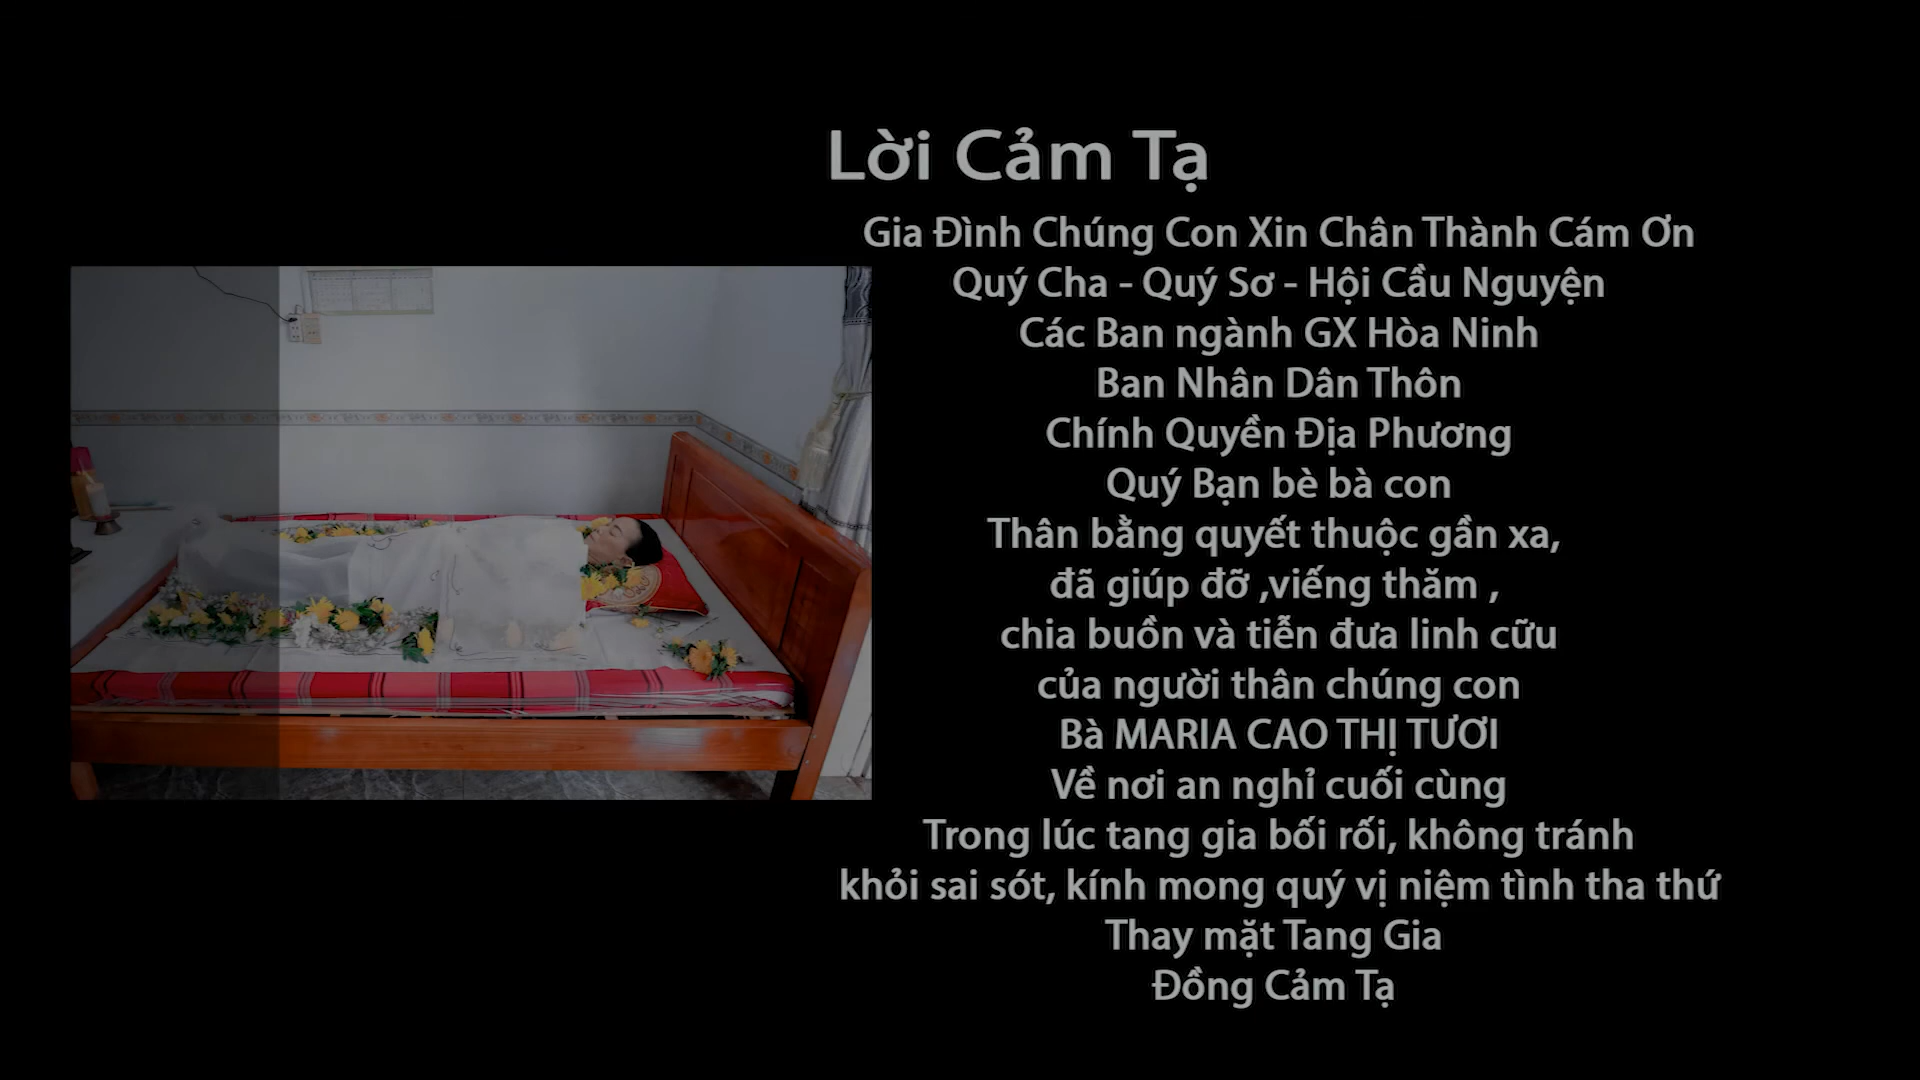 Lời Cảm Tạ
Gia Đình Chúng Con Xin Chân Thành Cám Ơn
Quý Cha - Quý Sơ - Hội Cầu Nguyện
Các Ban ngành GX Hòa Ninh
Ban Nhân Dân Thôn
Chính Quyền Địa Phương
Quý Bạn bè bà con
Thân bằng quyết thuộc gần xa,
đã giúp đỡ ,viếng thăm ,
chia buồn và tiễn đưa linh cữu
của người thân chúng con
Bà MARIA CAO THỊ TƯƠI
Về nơi an nghỉ cuối cùng
Trong lúc tang gia bối rối, không tránh
khỏi sai sót, kính mong quý vị niệm tình tha thứ
Thay mặt Tang Gia
Đồng Cảm Tạ